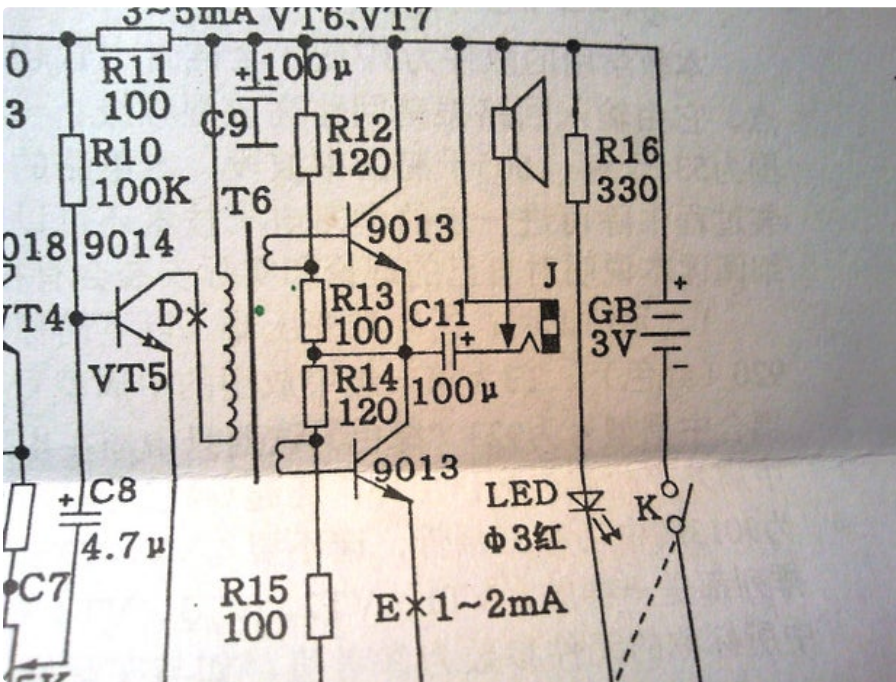 3~5mA VT6、VT7
0
3
R11
100
100μ
C9
R12
120
R16
330
R10
100K
T6
018
9014
9013
VT4
D×
VT5
R13
100
C11
J
GB
3V
R14
120
100μ
9013
C8
4.7μ
LED
Φ3红
K
C7
R15
100
E×1~2mA
5K